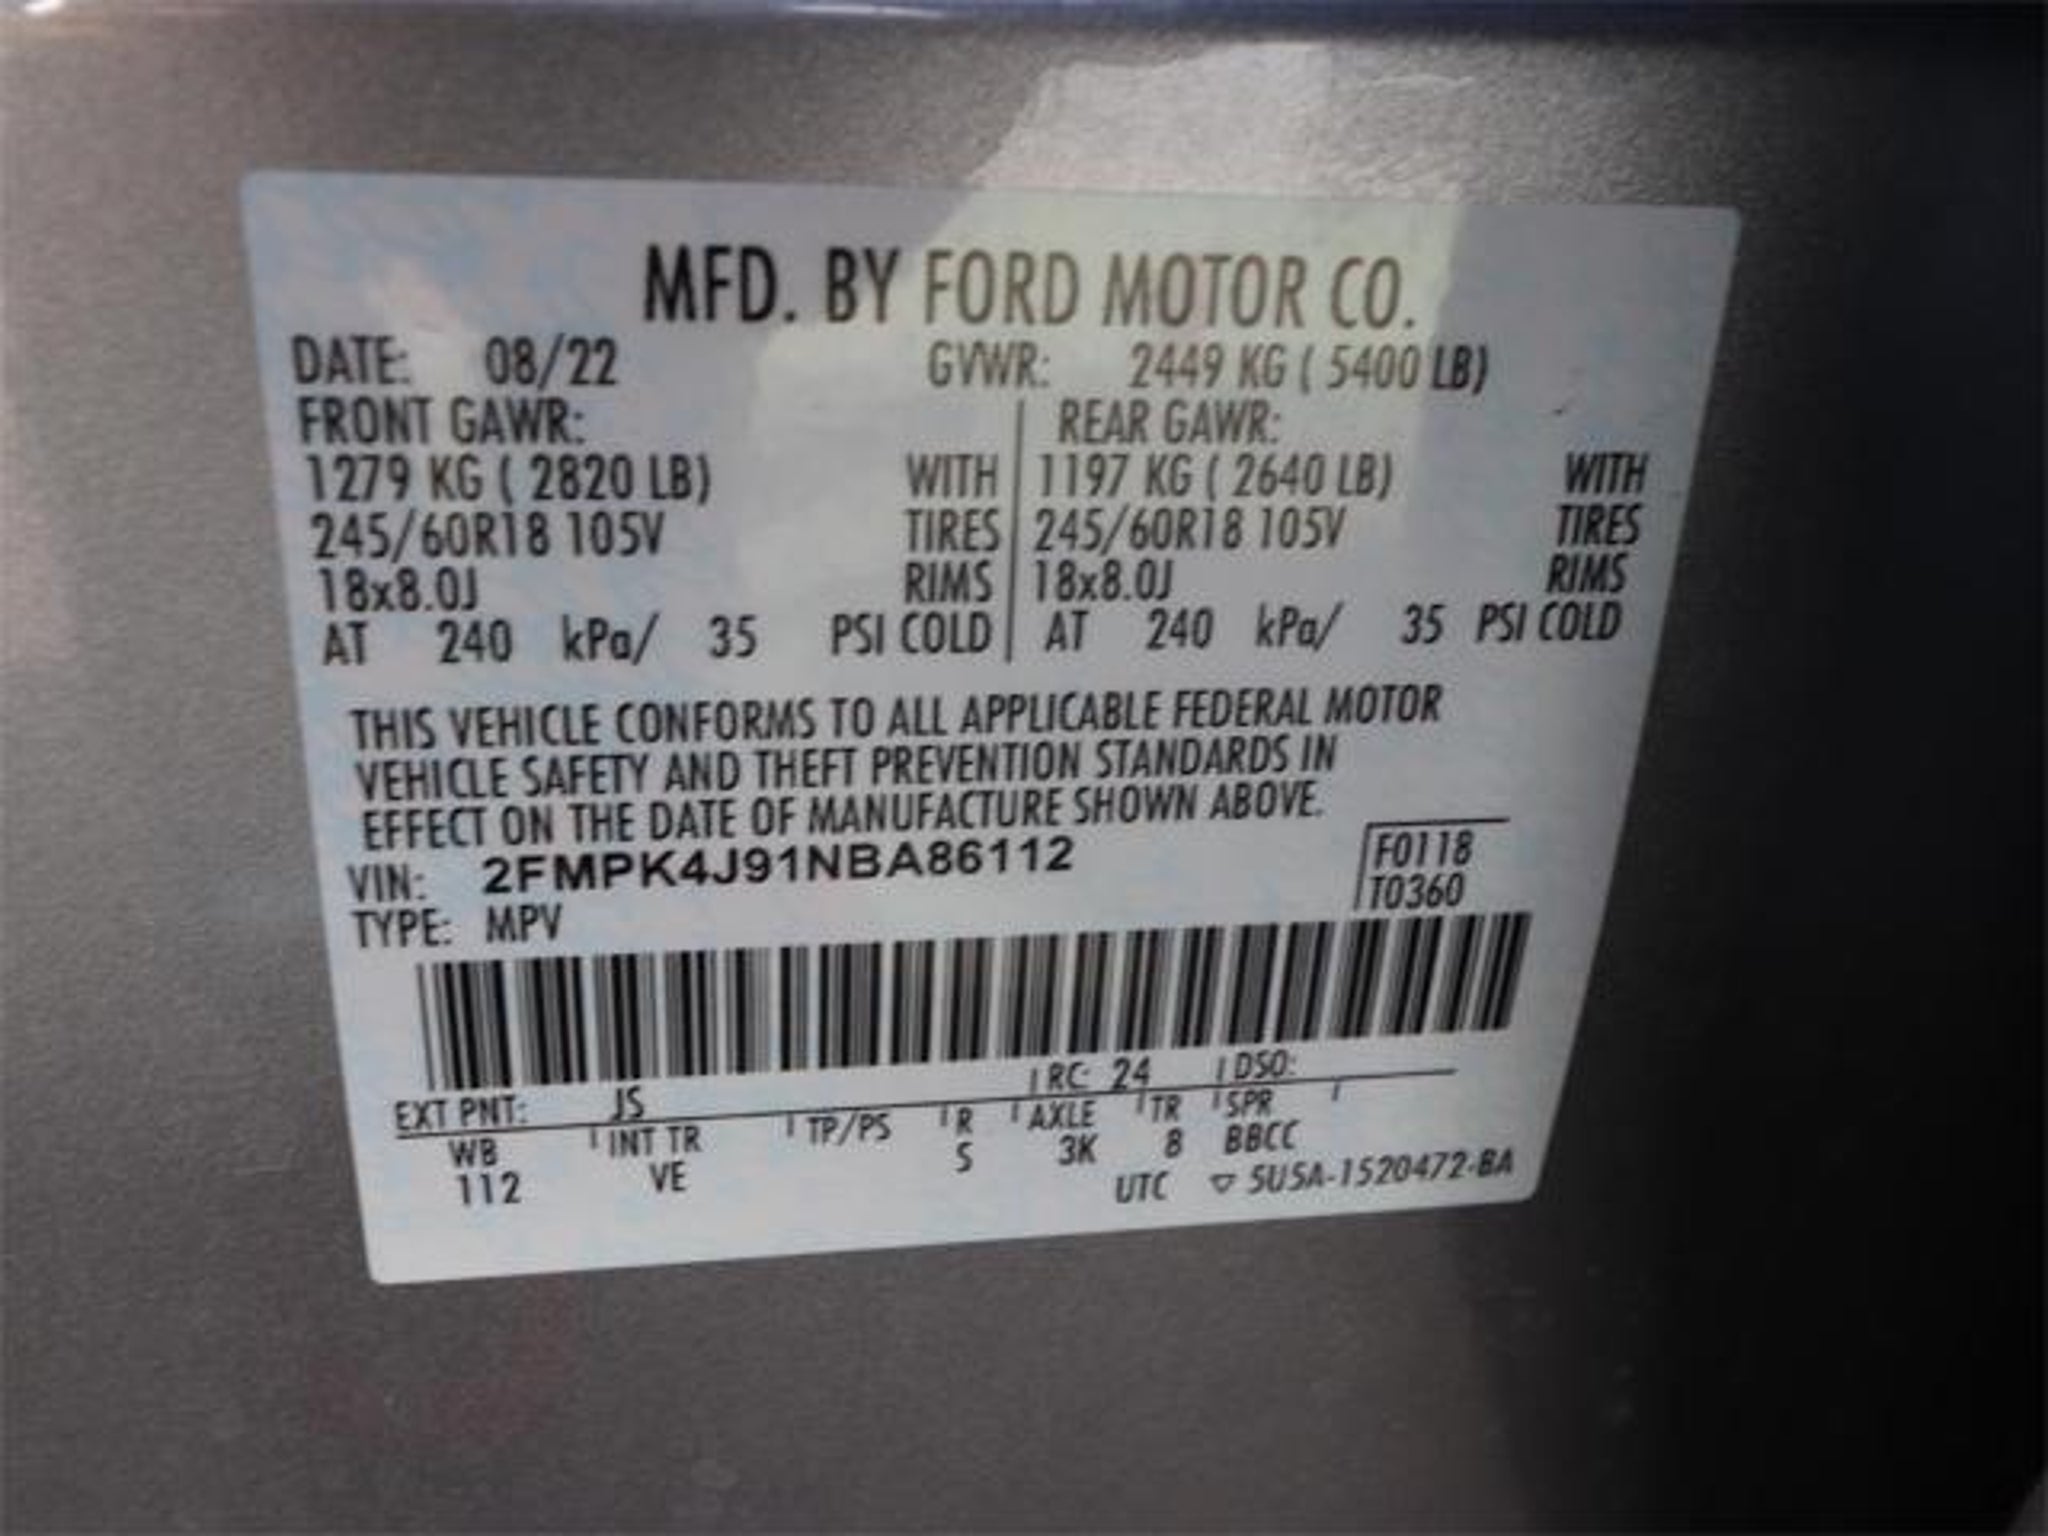 MFD. BY FORD MOTOR CO.
DATE: 08/22 GVWR: 2449 KG ( 5400 LB)
FRONT GAWR: REAR GAWR:
1279 KG ( 2820 LB) WITH 1197 KG ( 2640 LB) WITH
245/60R18 105V TIRES 245/60R18 105V TIRES
18x8.0J RIMS 18x8.0J RIMS
AT 240 kPa/ 35 PSI COLD AT 240 kPa/ 35 PSI COLD
THIS VEHICLE CONFORMS TO ALL APPLICABLE FEDERAL MOTOR
VEHICLE SAFETY AND THEFT PREVENTION STANDARDS IN
EFFECT ON THE DATE OF MANUFACTURE SHOWN ABOVE.
VIN: 2FMPK4J91NBA86112 F0118
TYPE: MPV T0360
EXT PNT: JS RC: 24 DSO:
WB INT TR TP/PS R AXLE TR SPR
112 VE S 3K 8 BBCC
UTC ▽ 5U5A-1520472-BA